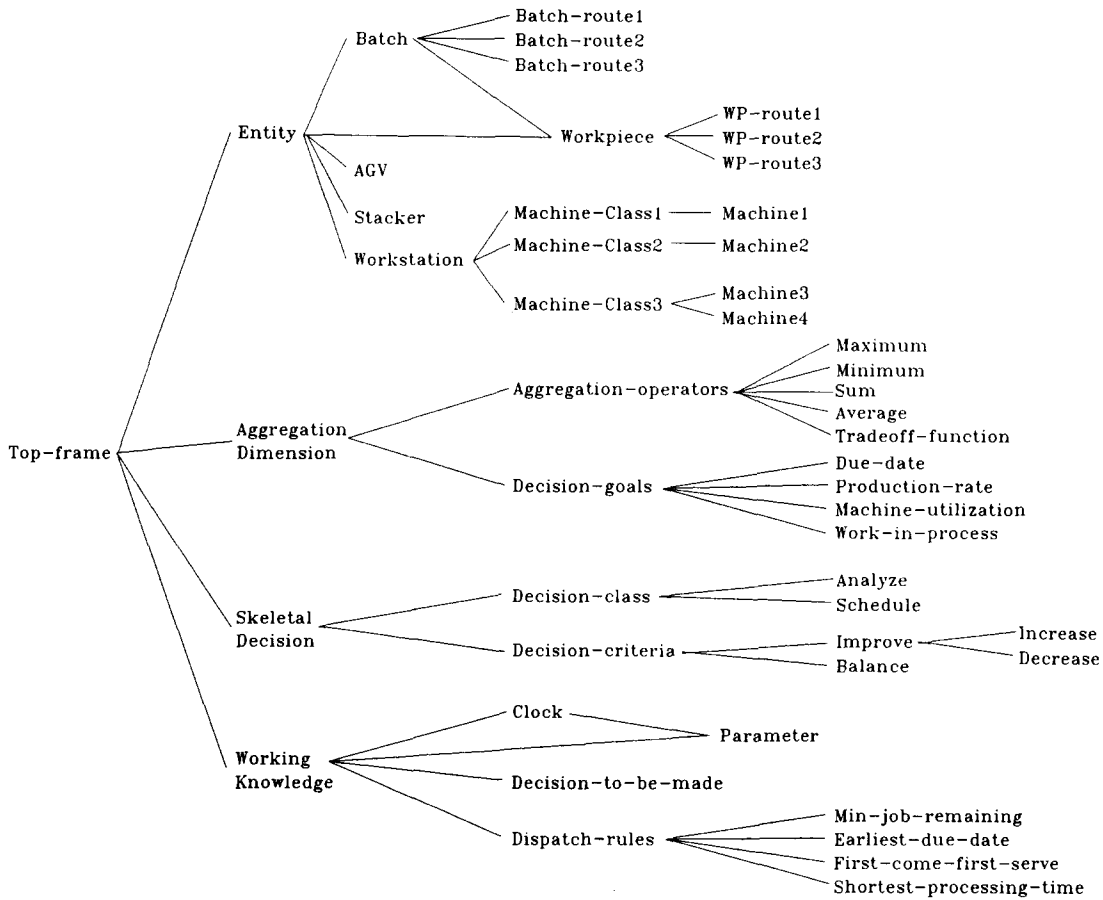 Batch-route1
Batch
Batch-route2
Batch-route3
WP-route1
Entity
Workpiece
WP-route2
WP-route3
AGV
Stacker
Machine-Class1
Machine1
Machine-Class2
Machine2
Workstation
Machine-Class3
Machine3
Machine4
Maximum
Minimum
Aggregation-operators
Sum
Average
Tradeoff-function
Aggregation
Dimension
Top-frame
Due-date
Decision-goals
Production-rate
Machine-utilization
Work-in-process
Analyze
Decision-class
Schedule
Skeletal
Decision
Increase
Improve
Decision-criteria
Decrease
Balance
Clock
Parameter
Working
Knowledge
Decision-to-be-made
Min-job-remaining
Dispatch-rules
Earliest-due-date
First-come-first-serve
Shortest-processing-time